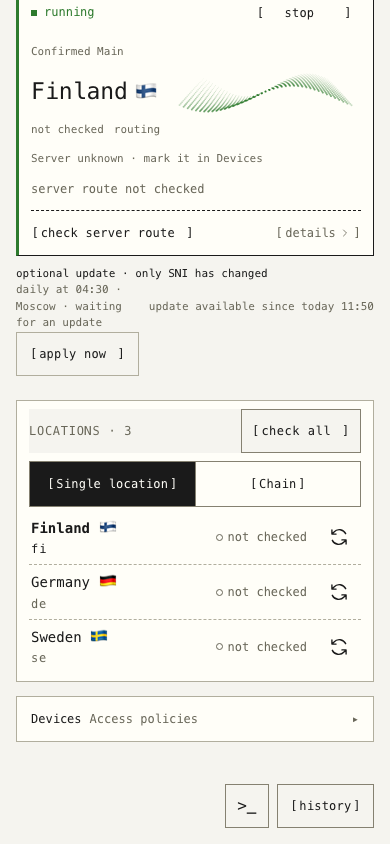 running [ stop ]
Confirmed Main
Finland
not checked routing
Server unknown · mark it in Devices
server route not checked
[check server route ] [details >]
optional update · only SNI has changed
daily at 04:30 ·
Moscow · waiting update available since today 11:50
for an update
[apply now ]
LOCATIONS · 3 [check all ]
[Single location] [Chain]
Finland
fi
not checked
Germany
de
not checked
Sweden
se
not checked
Devices Access policies ▸
>_ [history]